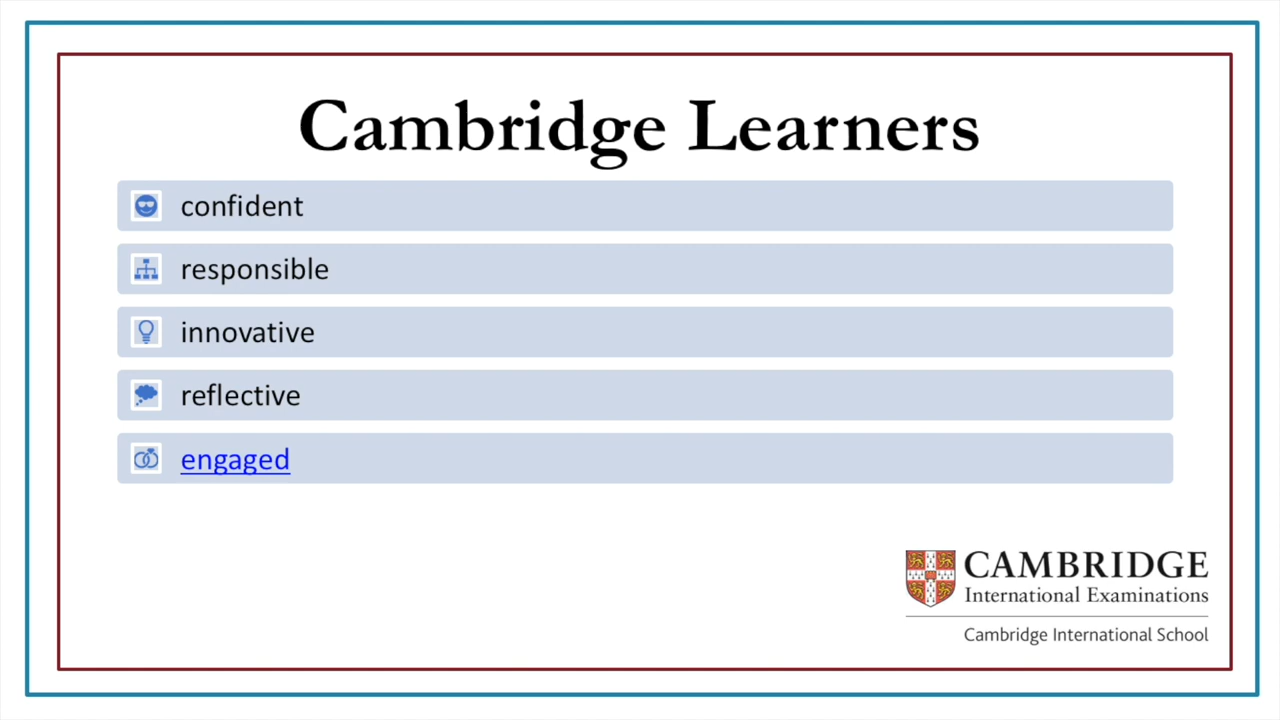 Cambridge Learners
confident
responsible
innovative
reflective
engaged
CAMBRIDGE
International Examinations
Cambridge International School